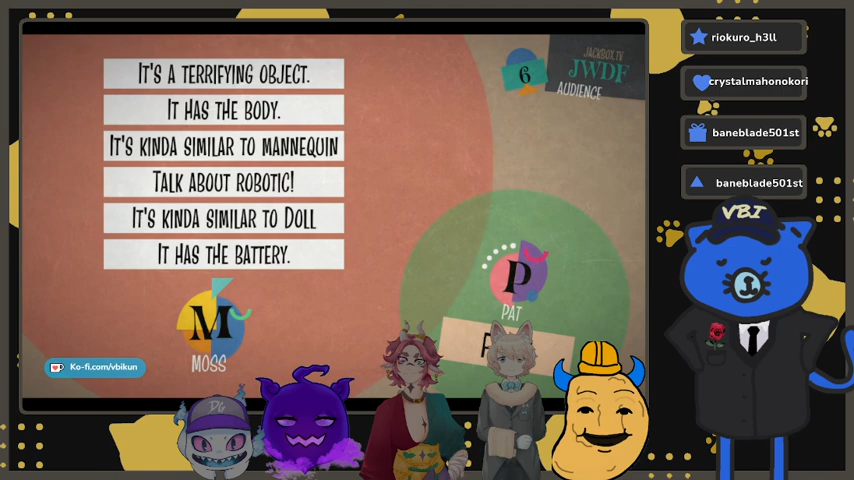 IT'S A TERRIFYING OBJECT.
IT HAS THE BODY.
IT'S KINDA SIMILAR TO MANNEQUIN
TALK ABOUT ROBOTIC!
IT'S KINDA SIMILAR TO DOLL
IT HAS THE BATTERY.
M
MOSS
Ko-fi.com/vbikun
6
JACKBOX.TV
JWDF
AUDIENCE
P
PAT
riokuro_h3ll
crystalmahonokori
baneblade501st
baneblade501st
VBI
DG